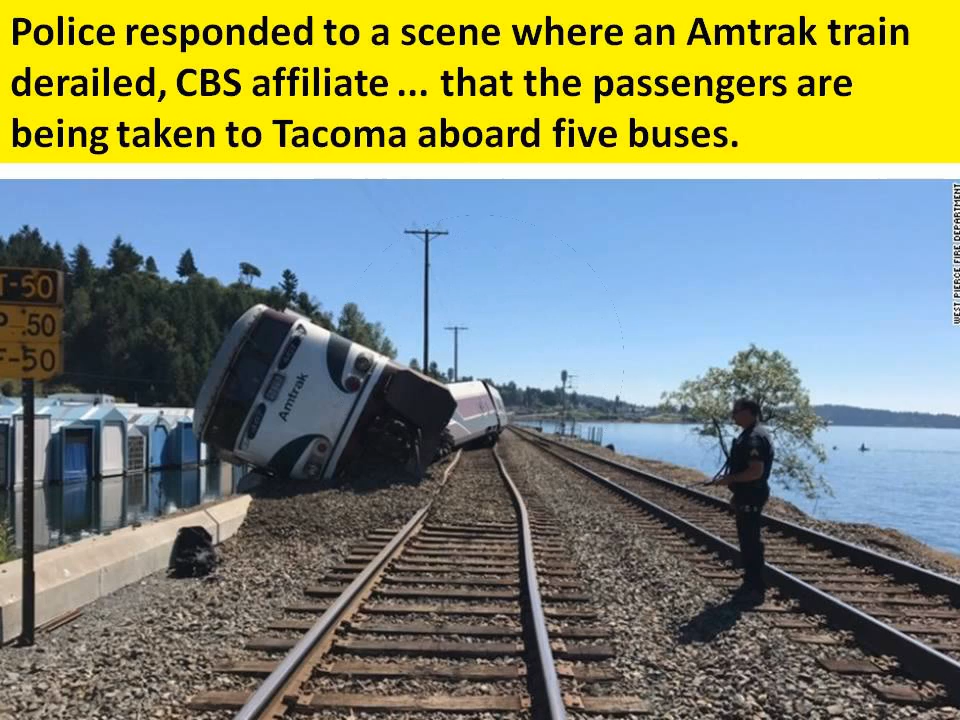 Police responded to a scene where an Amtrak train
derailed, CBS affiliate ... that the passengers are
being taken to Tacoma aboard five buses.
WEST PIERCE FIRE DEPARTMENT
T-50
P .50
F-50
Amtrak